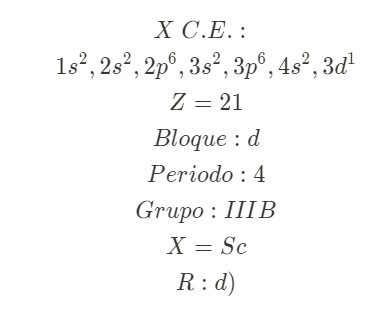 X C.E. :
1s², 2s², 2p⁶, 3s², 3p⁶, 4s², 3d¹
Z = 21
Bloque : d
Periodo : 4
Grupo : IIIB
X = Sc
R : d)